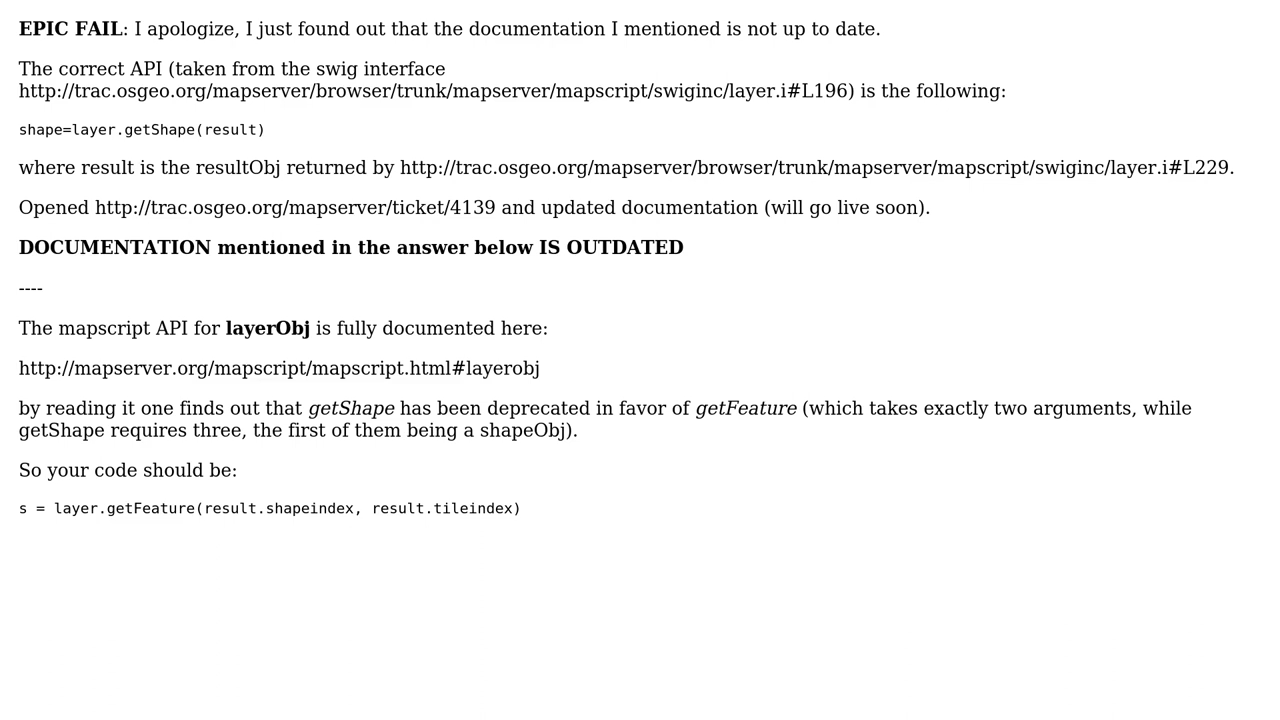 EPIC FAIL: I apologize, I just found out that the documentation I mentioned is not up to date.
The correct API (taken from the swig interface
http://trac.osgeo.org/mapserver/browser/trunk/mapserver/mapscript/swiginc/layer.i#L196) is the following:
shape=layer.getShape(result)
where result is the resultObj returned by http://trac.osgeo.org/mapserver/browser/trunk/mapserver/mapscript/swiginc/layer.i#L229.
Opened http://trac.osgeo.org/mapserver/ticket/4139 and updated documentation (will go live soon).
DOCUMENTATION mentioned in the answer below IS OUTDATED
----
The mapscript API for layerObj is fully documented here:
http://mapserver.org/mapscript/mapscript.html#layerobj
by reading it one finds out that getShape has been deprecated in favor of getFeature (which takes exactly two arguments, while
getShape requires three, the first of them being a shapeObj).
So your code should be:
s = layer.getFeature(result.shapeindex, result.tileindex)